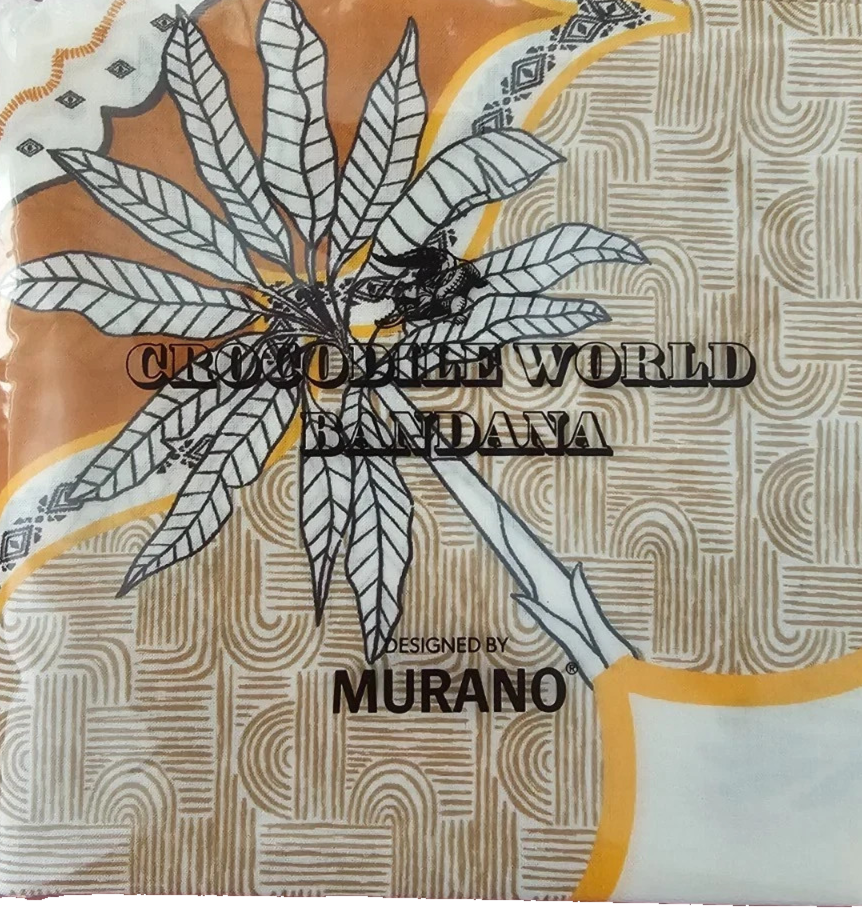 CROCODILE WORLD
BANDANA
DESIGNED BY
MURANO®